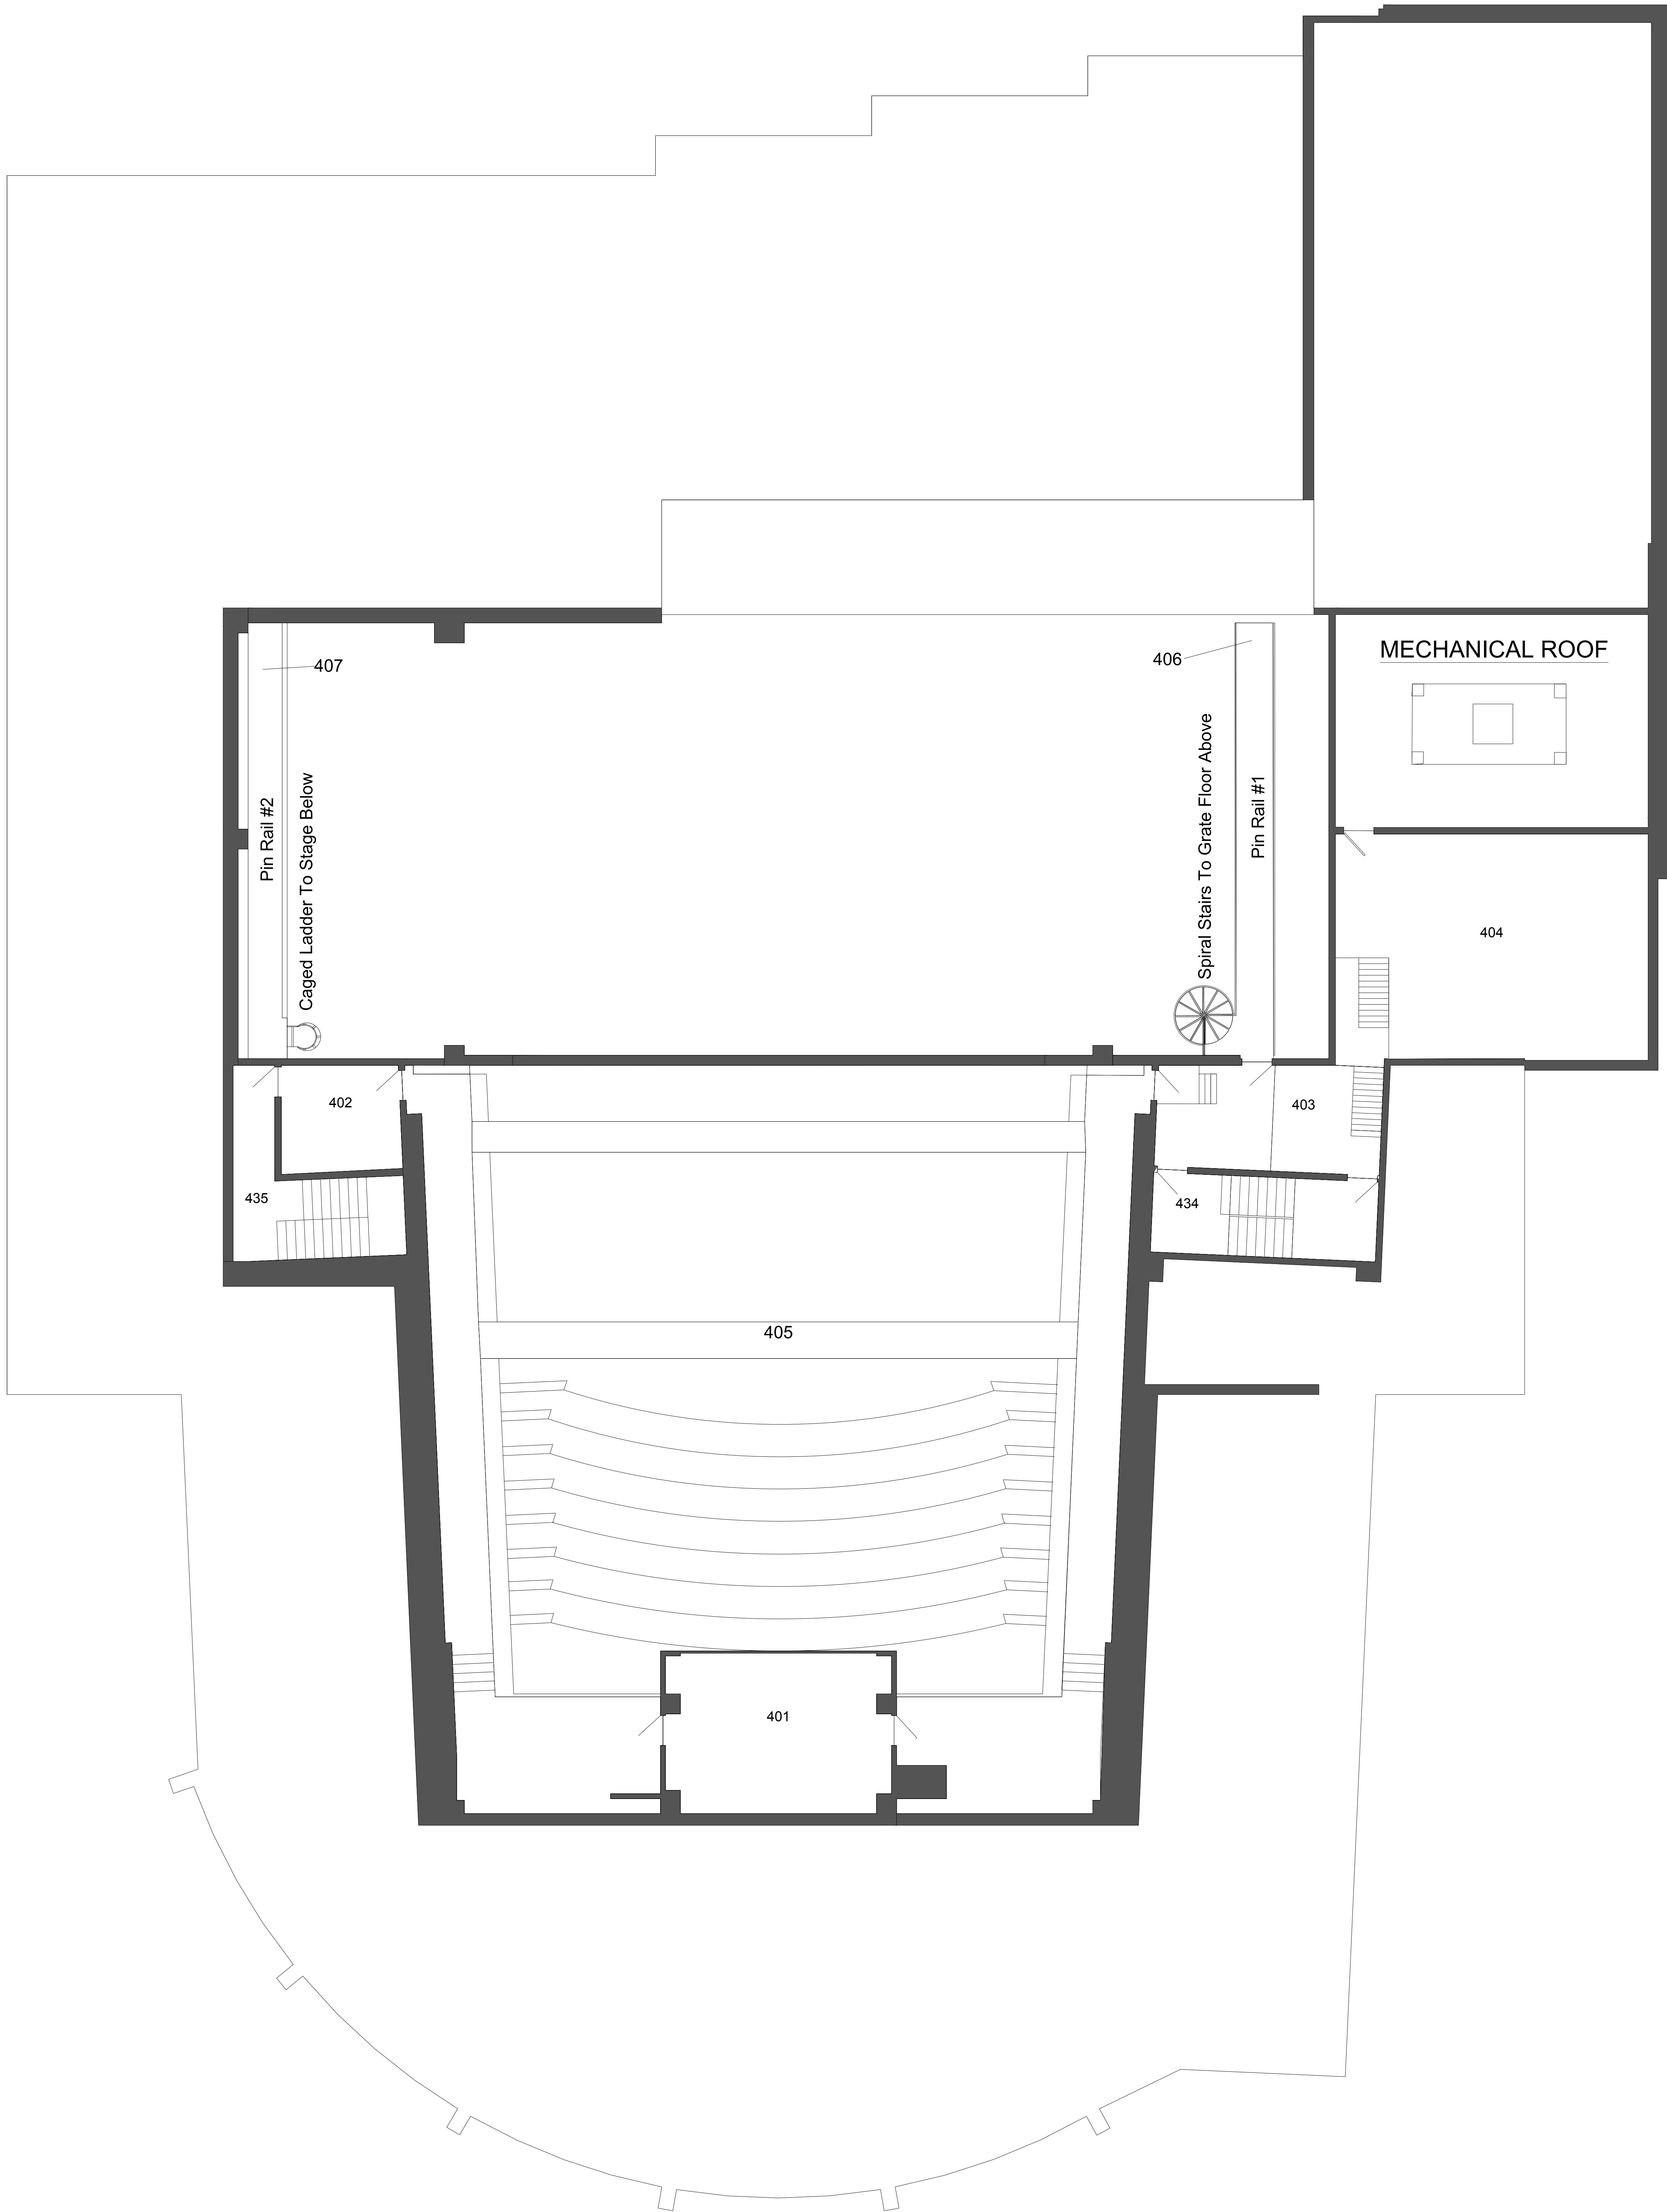 MECHANICAL ROOF
407
406
Pin Rail #2
Caged Ladder To Stage Below
Spiral Stairs To Grate Floor Above
Pin Rail #1
404
402
403
435
434
405
401